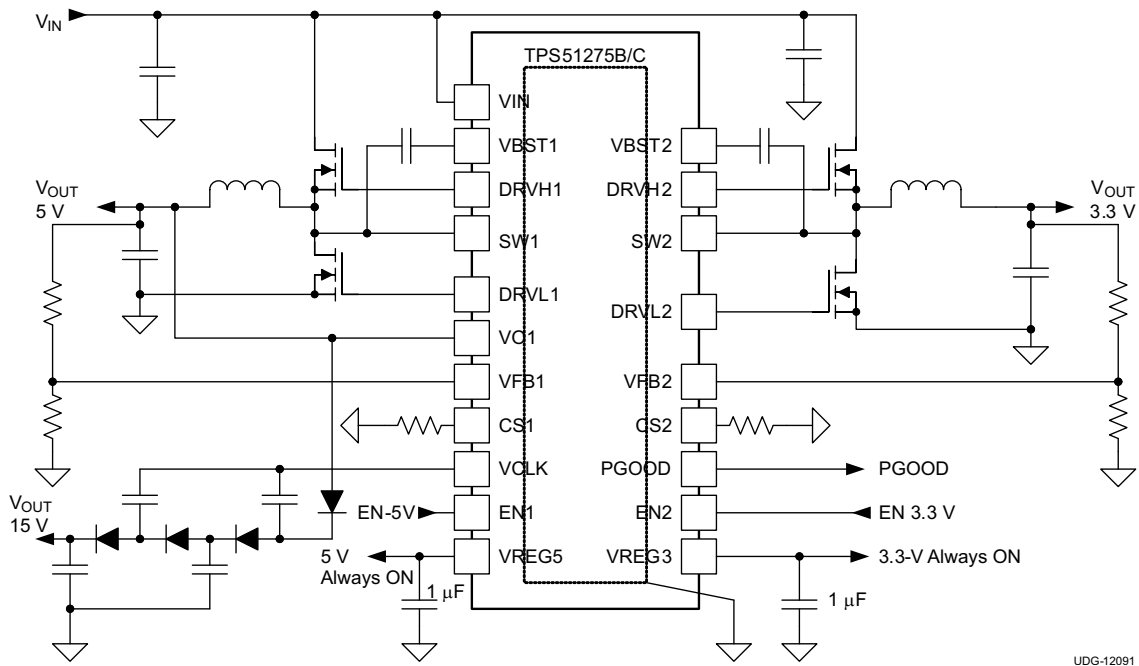 VIN
TPS51275B/C
VIN
VBST1
VBST2
DRVH1
DRVH2
VOUT
5 V
VOUT
3.3 V
SW1
SW2
DRVL1
DRVL2
VO1
VFB1
VFB2
CS1
CS2
VCLK
PGOOD
PGOOD
VOUT
15 V
EN-5V
EN1
EN2
EN 3.3 V
5 V
Always ON
VREG5
VREG3
3.3-V Always ON
1 μF
1 μF
UDG-12091